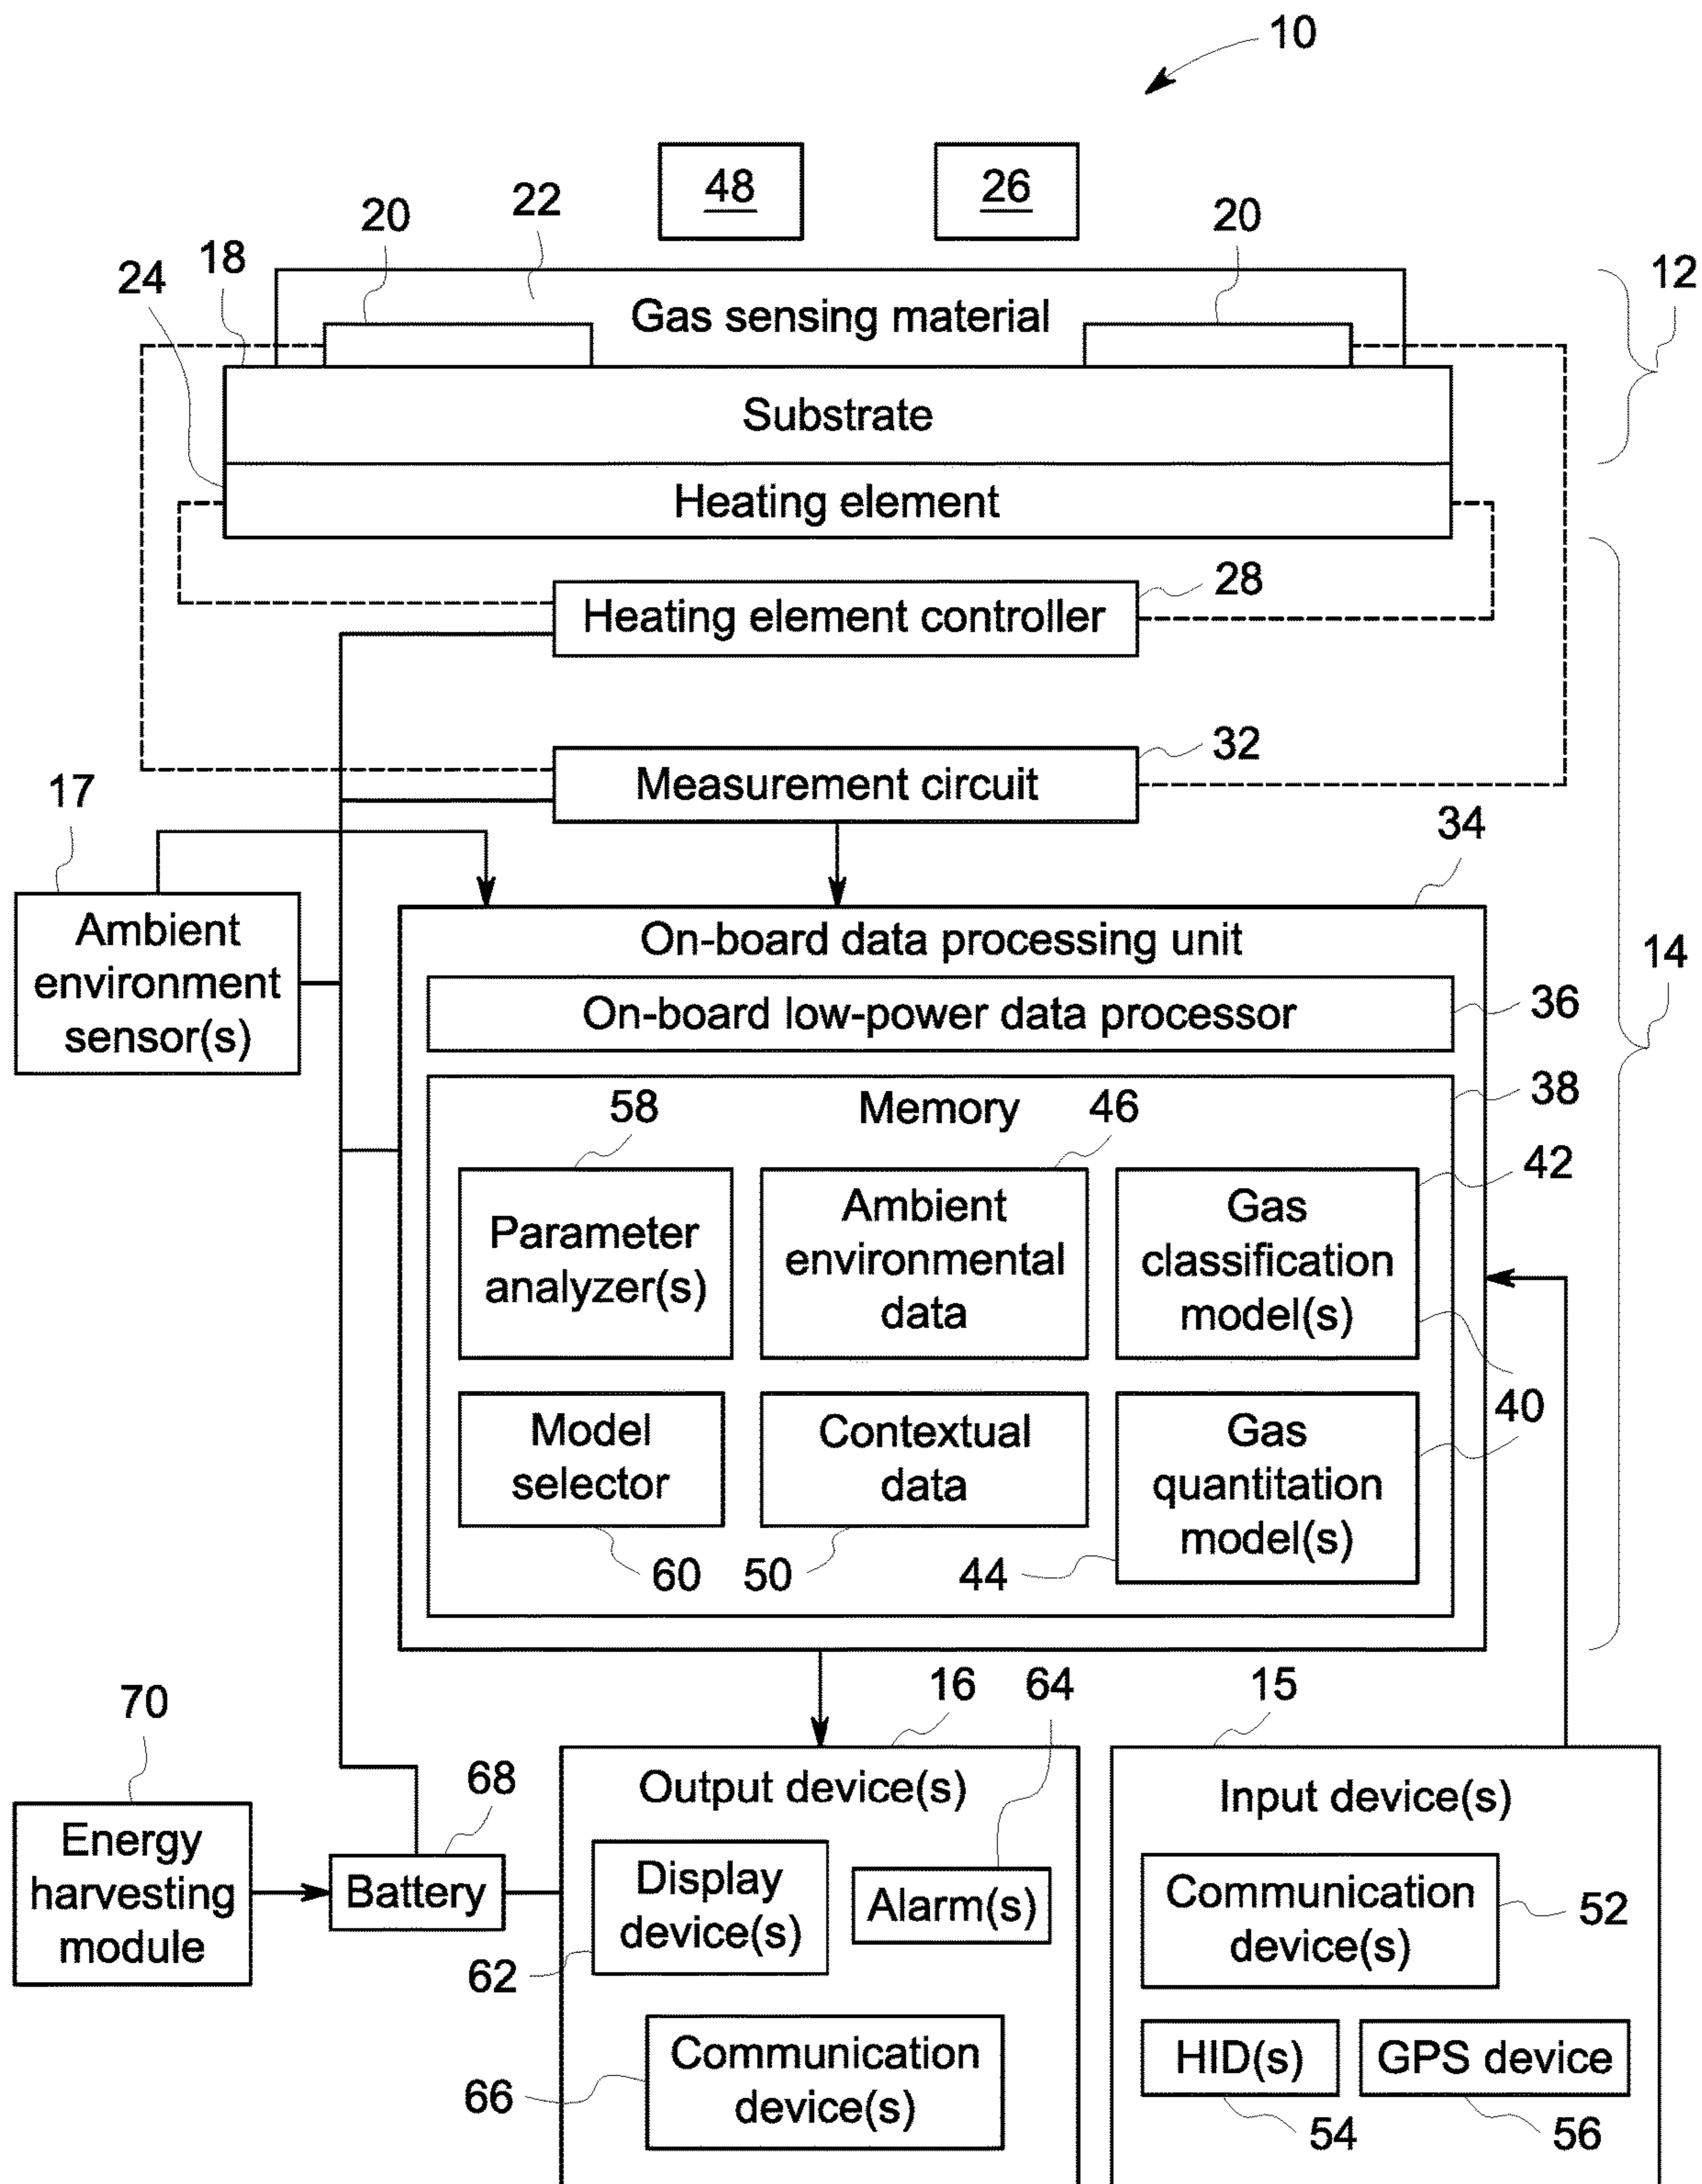 10
48
26
20
22
20
18
24
12
Gas sensing material
Substrate
Heating element
28
Heating element controller
32
Measurement circuit
17
34
Ambient
environment
sensor(s)
On-board data processing unit
14
On-board low-power data processor
36
38
Memory
58
46
42
Parameter
analyzer(s)
Ambient
environmental
data
Gas
classification
model(s)
40
Model
selector
Contextual
data
Gas
quantitation
model(s)
60
50
44
16
64
15
70
68
Output device(s)
Input device(s)
Energy
harvesting
module
Battery
Display
device(s)
Alarm(s)
Communication
device(s)
52
62
Communication
device(s)
66
HID(s)
GPS device
54
56